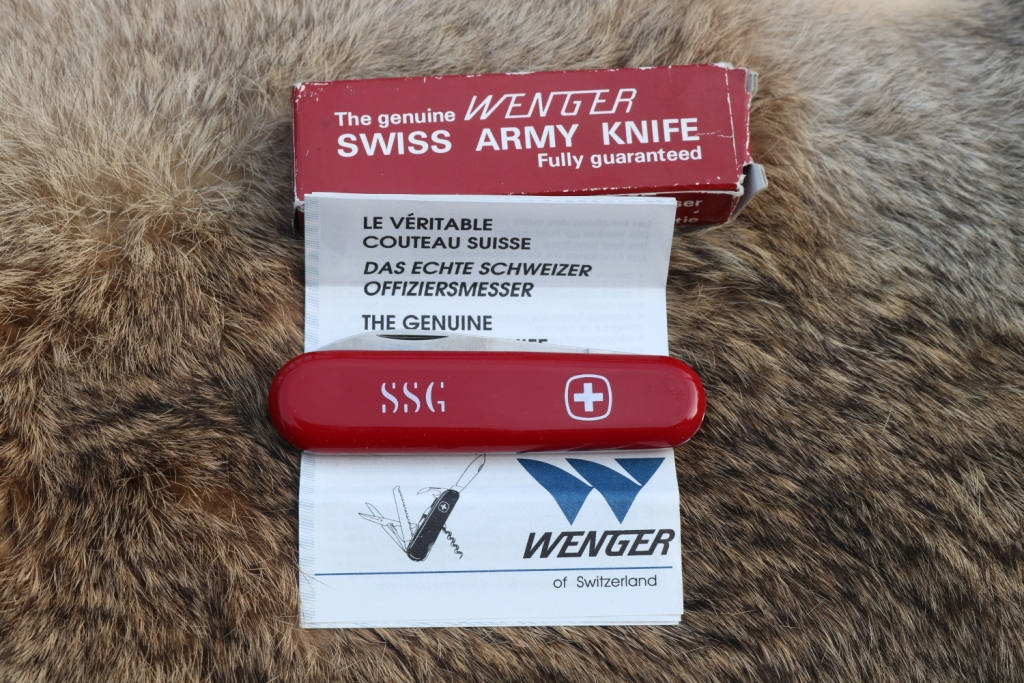 The genuine WENGER
SWISS ARMY KNIFE
Fully guaranteed
LE VÉRITABLE
COUTEAU SUISSE
DAS ECHTE SCHWEIZER
OFFIZIERSMESSER
THE GENUINE
SSG
WENGER
of Switzerland